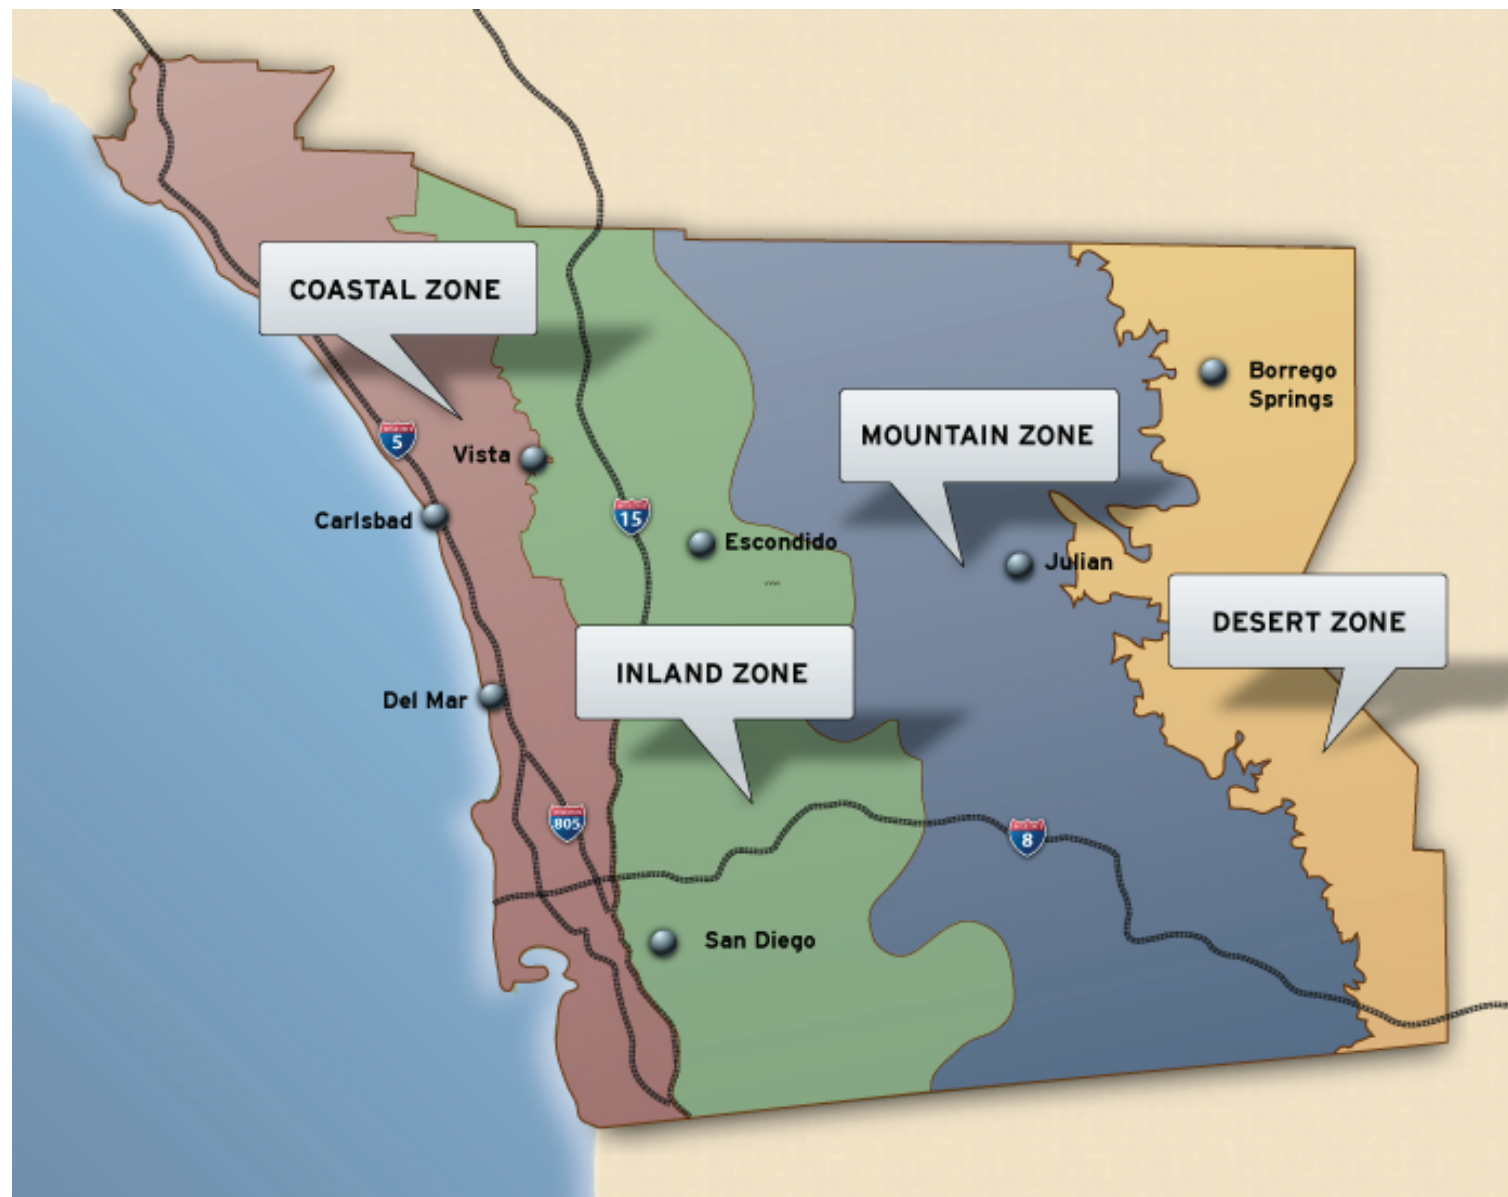 COASTAL ZONE
Borrego
Springs
5
MOUNTAIN ZONE
Vista
Carlsbad
15
Escondido
Julian
DESERT ZONE
INLAND ZONE
Del Mar
805
8
San Diego